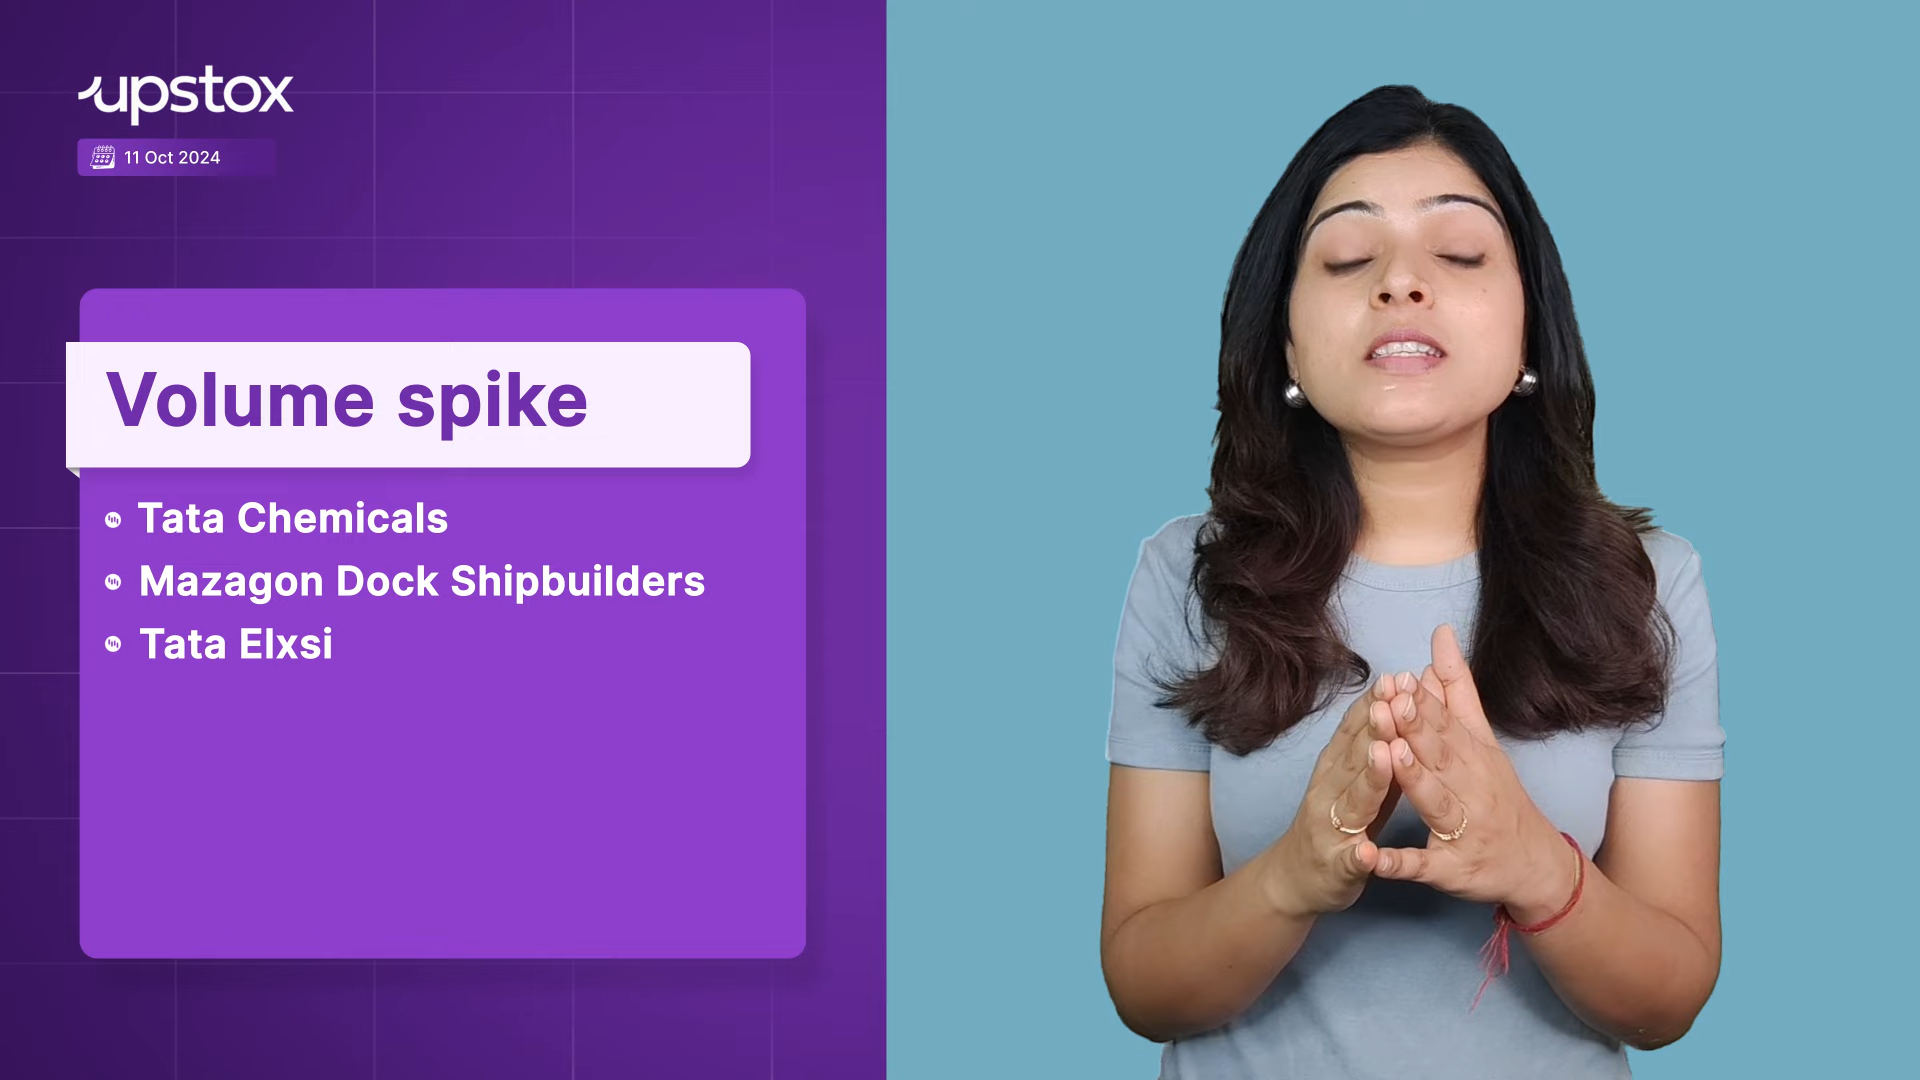 upstox
11 Oct 2024
Volume spike
Tata Chemicals
Mazagon Dock Shipbuilders
Tata Elxsi